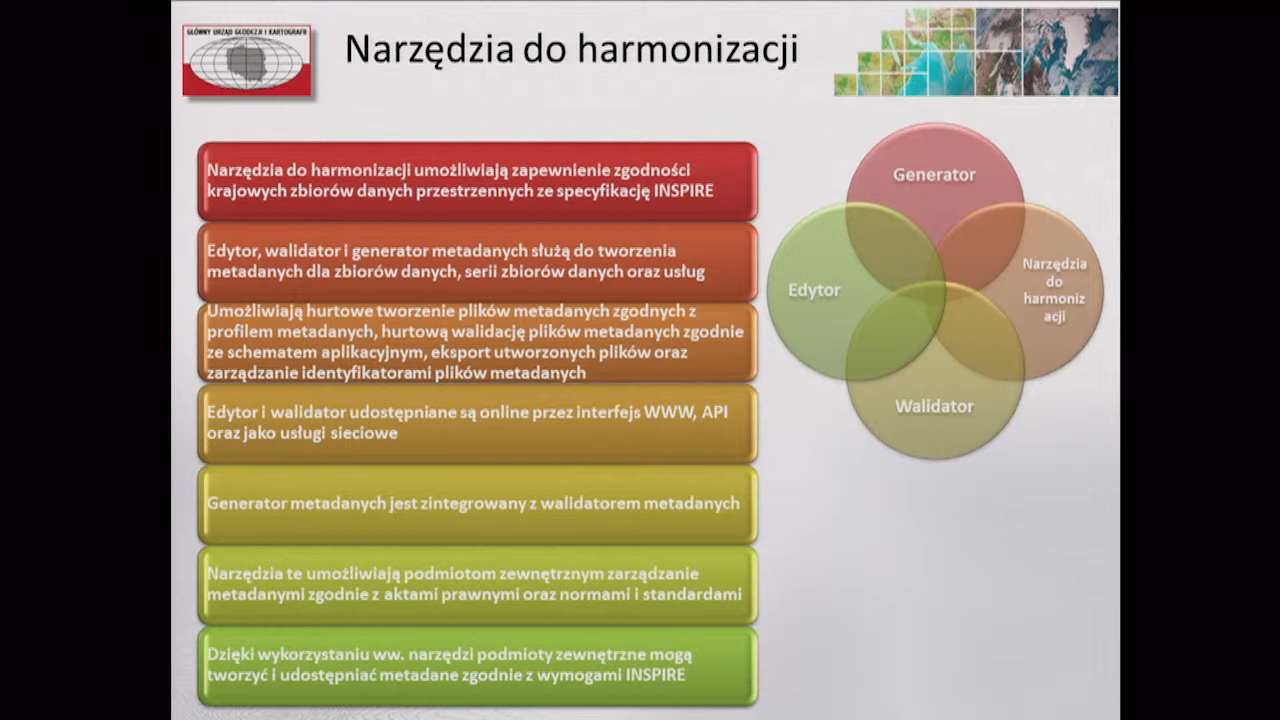 GŁÓWNY URZĄD GEODEZJI I KARTOGRAFII
Narzędzia do harmonizacji
Narzędzia do harmonizacji umożliwiają zapewnienie zgodności
krajowych zbiorów danych przestrzennych ze specyfikację INSPIRE
Edytor, walidator i generator metadanych służą do tworzenia
metadanych dla zbiorów danych, serii zbiorów danych oraz usług
Umożliwiają hurtowe tworzenie plików metadanych zgodnych z
profilem metadanych, hurtową walidację plików metadanych zgodnie
ze schematem aplikacyjnym, eksport utworzonych plików oraz
zarządzanie identyfikatorami plików metadanych
Edytor i walidator udostępniane są online przez interfejs WWW, API
oraz jako usługi sieciowe
Generator metadanych jest zintegrowany z walidatorem metadanych
Narzędzia te umożliwiają podmiotom zewnętrznym zarządzanie
metadanymi zgodnie z aktami prawnymi oraz normami i standardami
Dzięki wykorzystaniu ww. narzędzi podmioty zewnętrzne mogą
tworzyć i udostępniać metadane zgodnie z wymogami INSPIRE
Generator
Narzędzia
do
harmoniz
acji
Edytor
Walidator